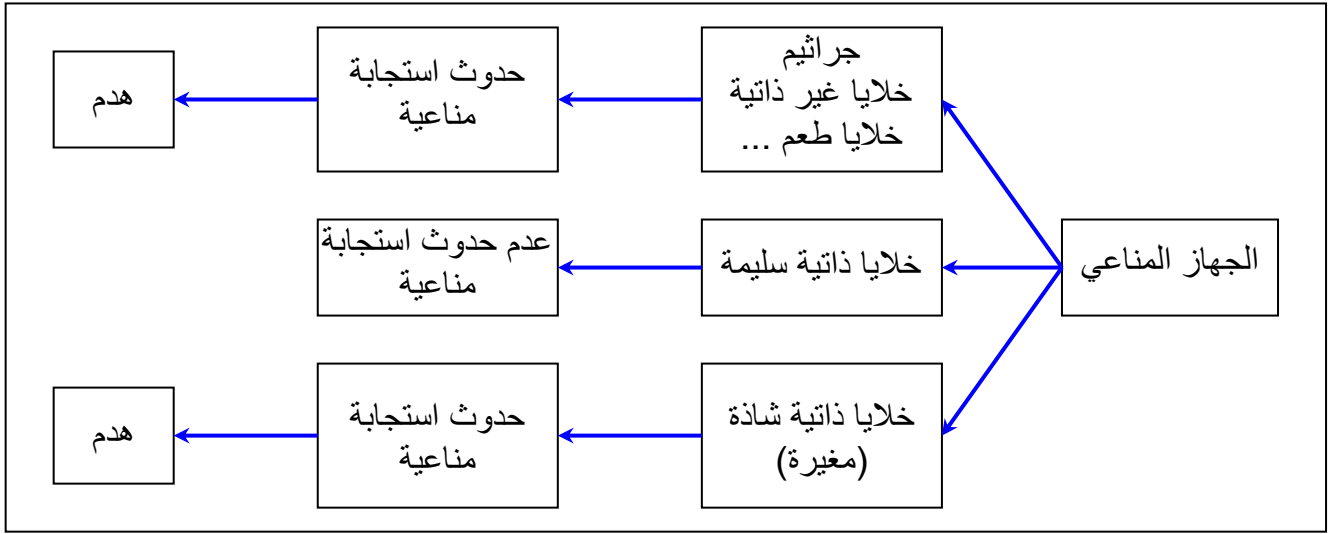 الجهاز المناعي
جراثيم
خلايا غير ذاتية
خلايا طعم ...
حدوث استجابة
مناعية
هدم
خلايا ذاتية سليمة
عدم حدوث استجابة
مناعية
خلايا ذاتية شاذة
(مغيرة)
حدوث استجابة
مناعية
هدم